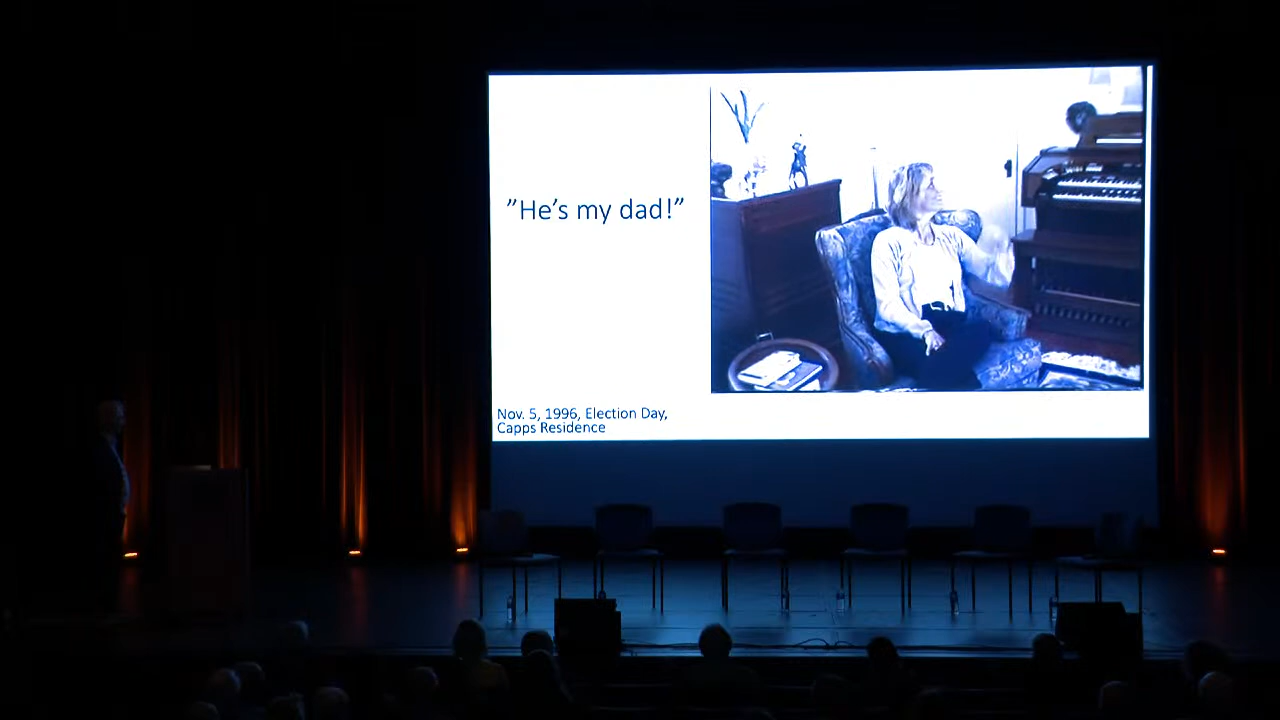 ”He’s my dad!”
Nov. 5, 1996, Election Day,
Capps Residence